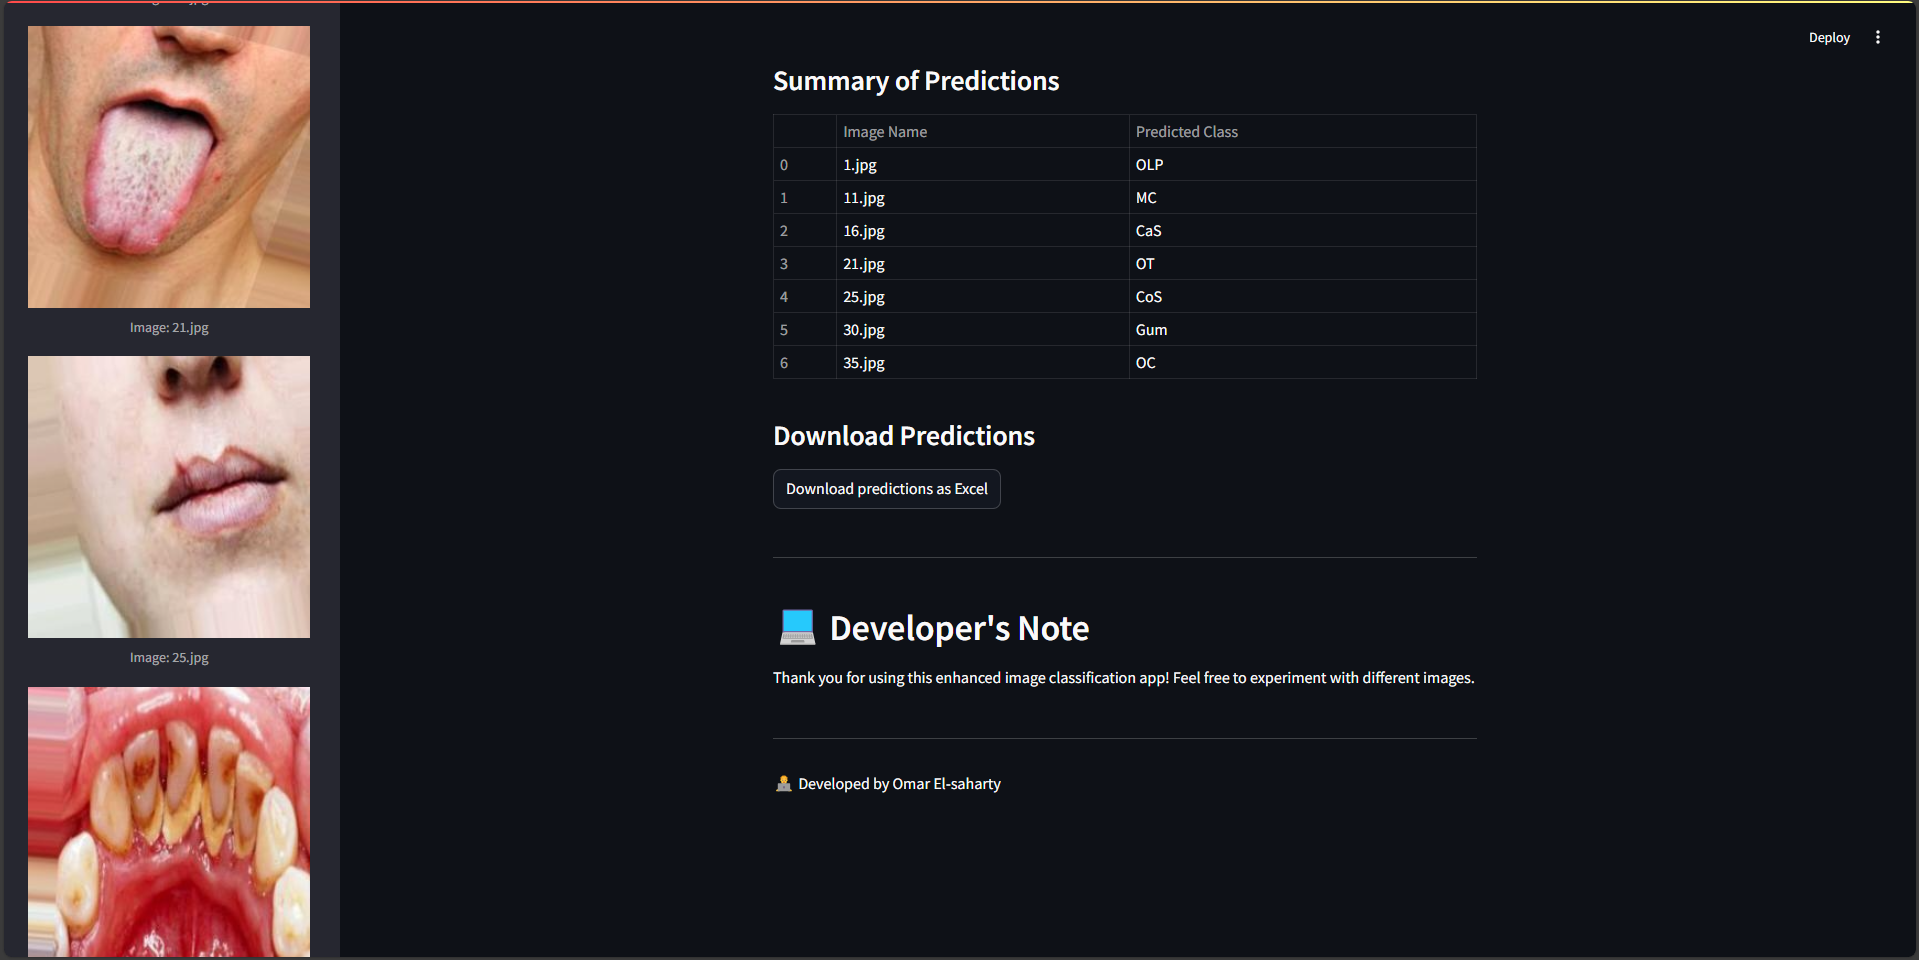 Image: 21.jpg
Image: 25.jpg
Deploy
Summary of Predictions
Image Name Predicted Class
0 1.jpg OLP
1 11.jpg MC
2 16.jpg CaS
3 21.jpg OT
4 25.jpg CoS
5 30.jpg Gum
6 35.jpg OC
Download Predictions
Download predictions as Excel
Developer's Note
Thank you for using this enhanced image classification app! Feel free to experiment with different images.
Developed by Omar El-saharty